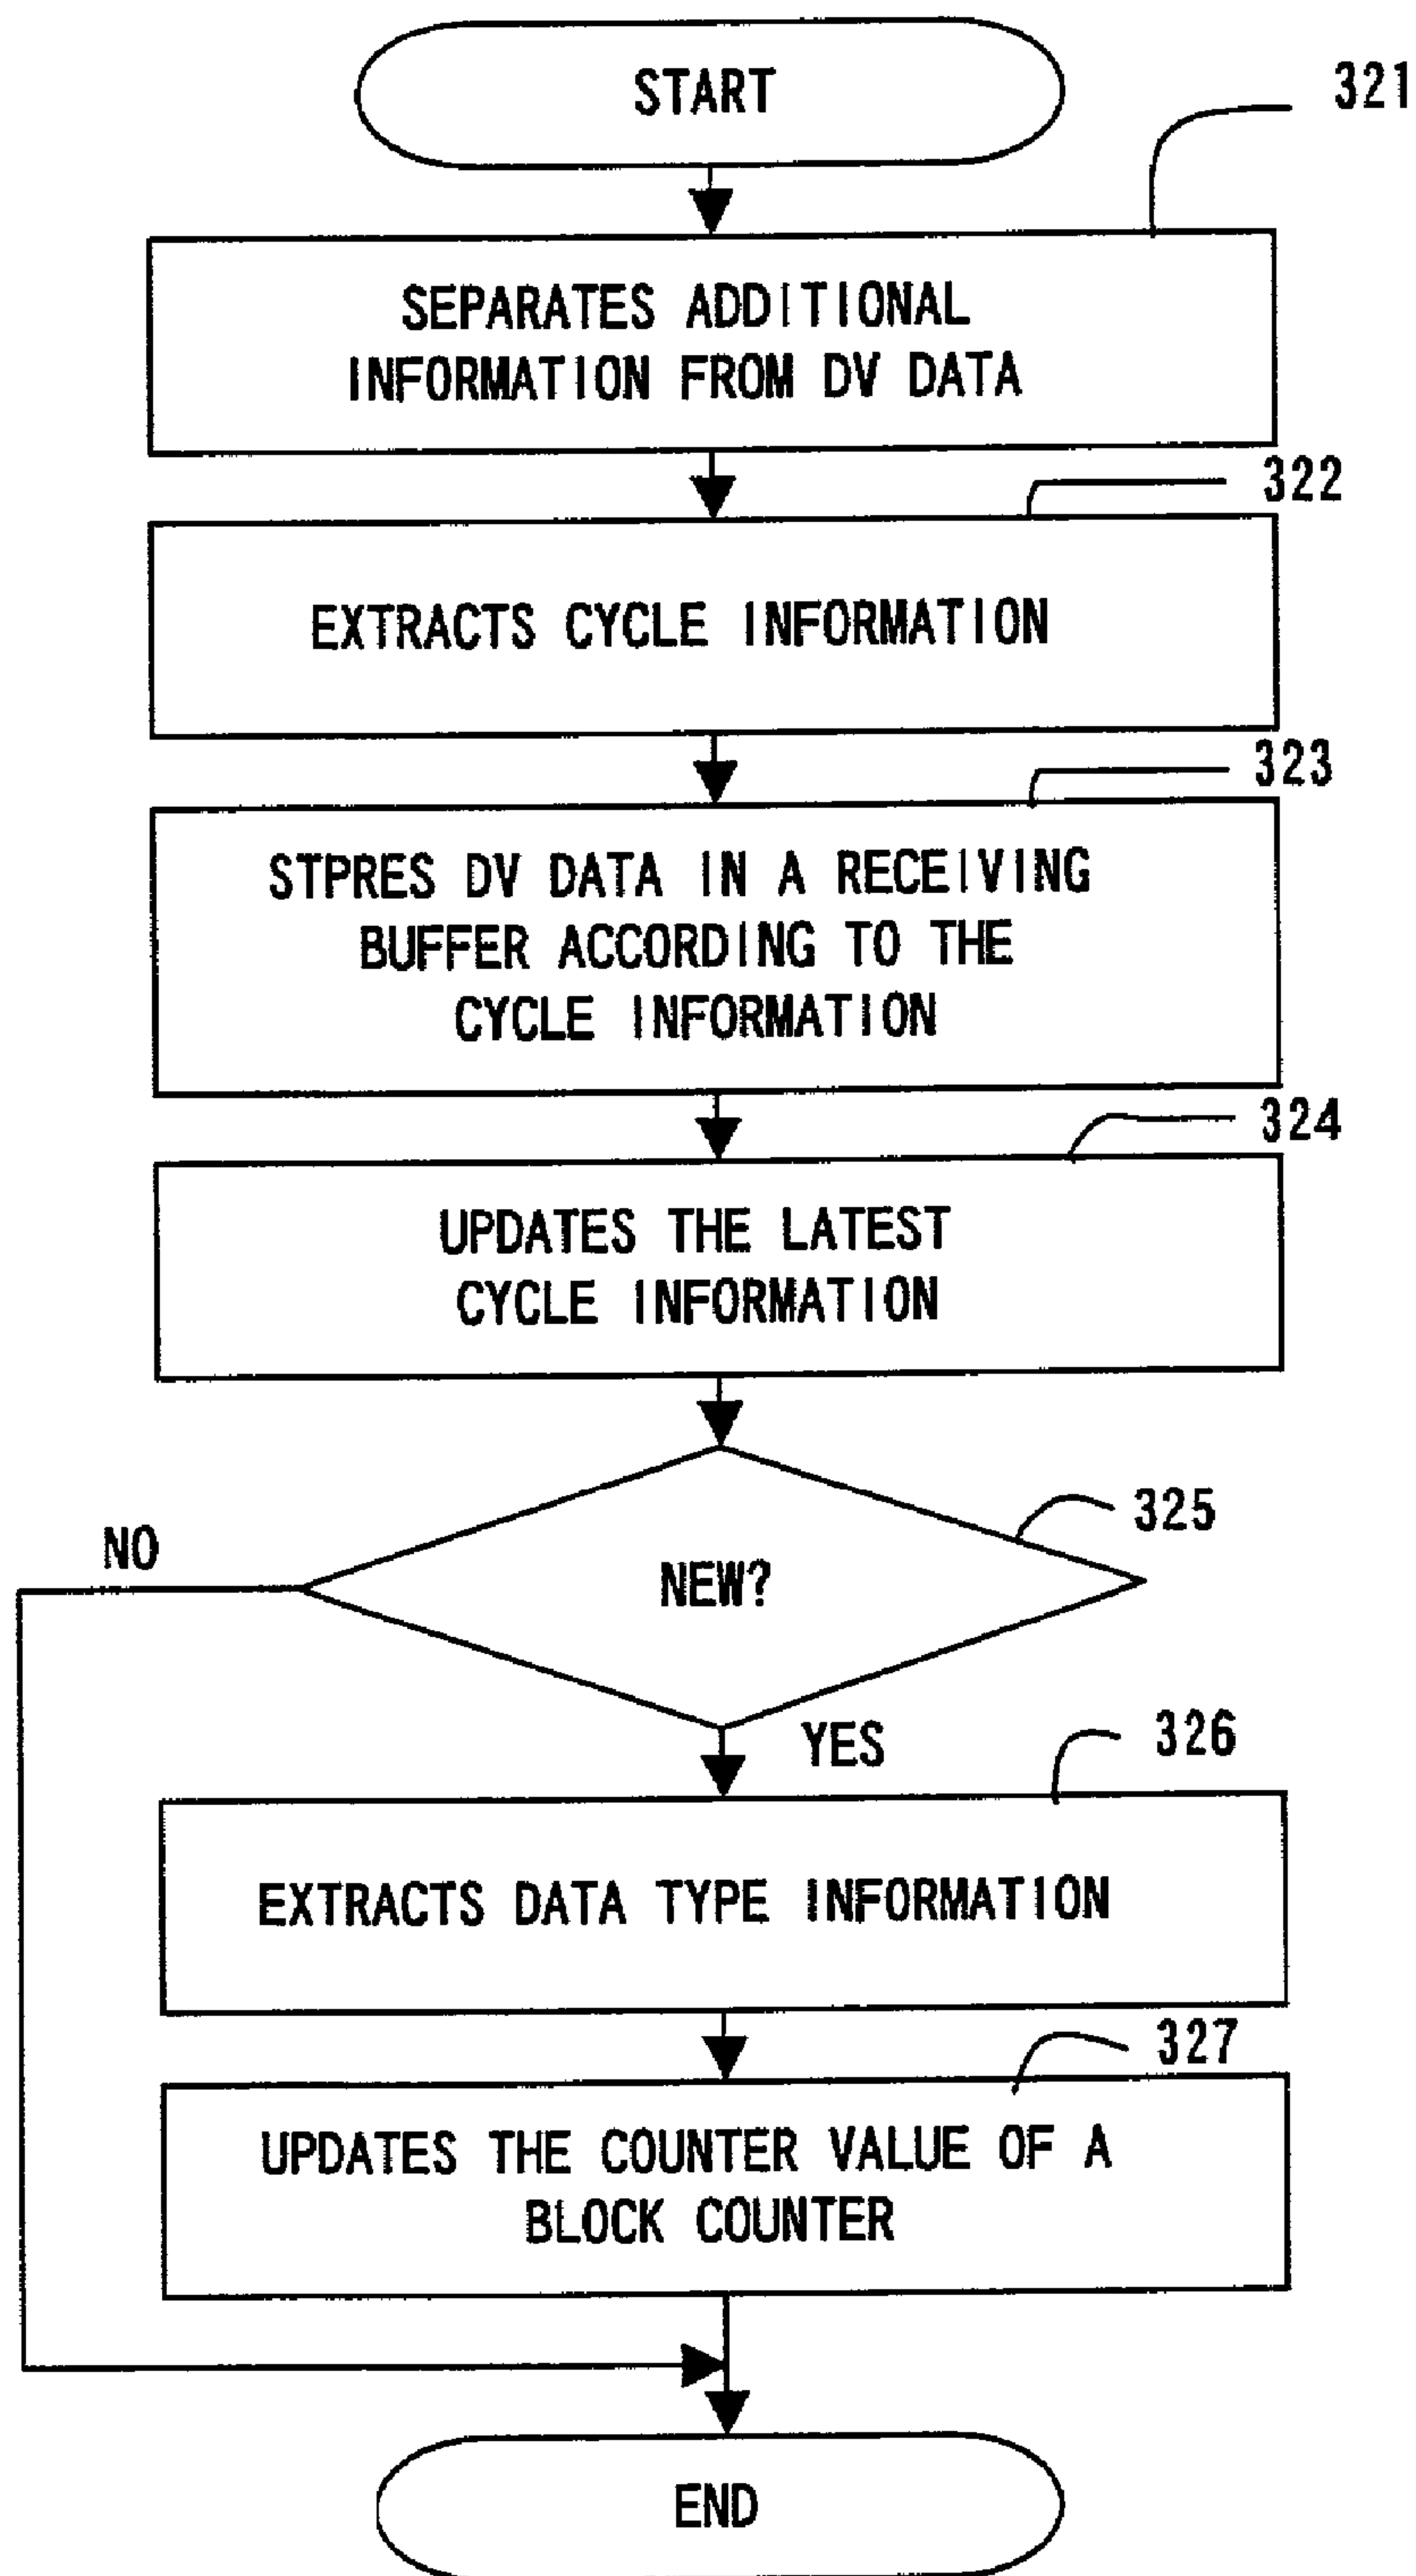 START
321
SEPARATES ADDITIONAL
INFORMATION FROM DV DATA
322
EXTRACTS CYCLE INFORMATION
323
STPRES DV DATA IN A RECEIVING
BUFFER ACCORDING TO THE
CYCLE INFORMATION
324
UPDATES THE LATEST
CYCLE INFORMATION
325
NO
NEW?
YES
326
EXTRACTS DATA TYPE INFORMATION
327
UPDATES THE COUNTER VALUE OF A
BLOCK COUNTER
END